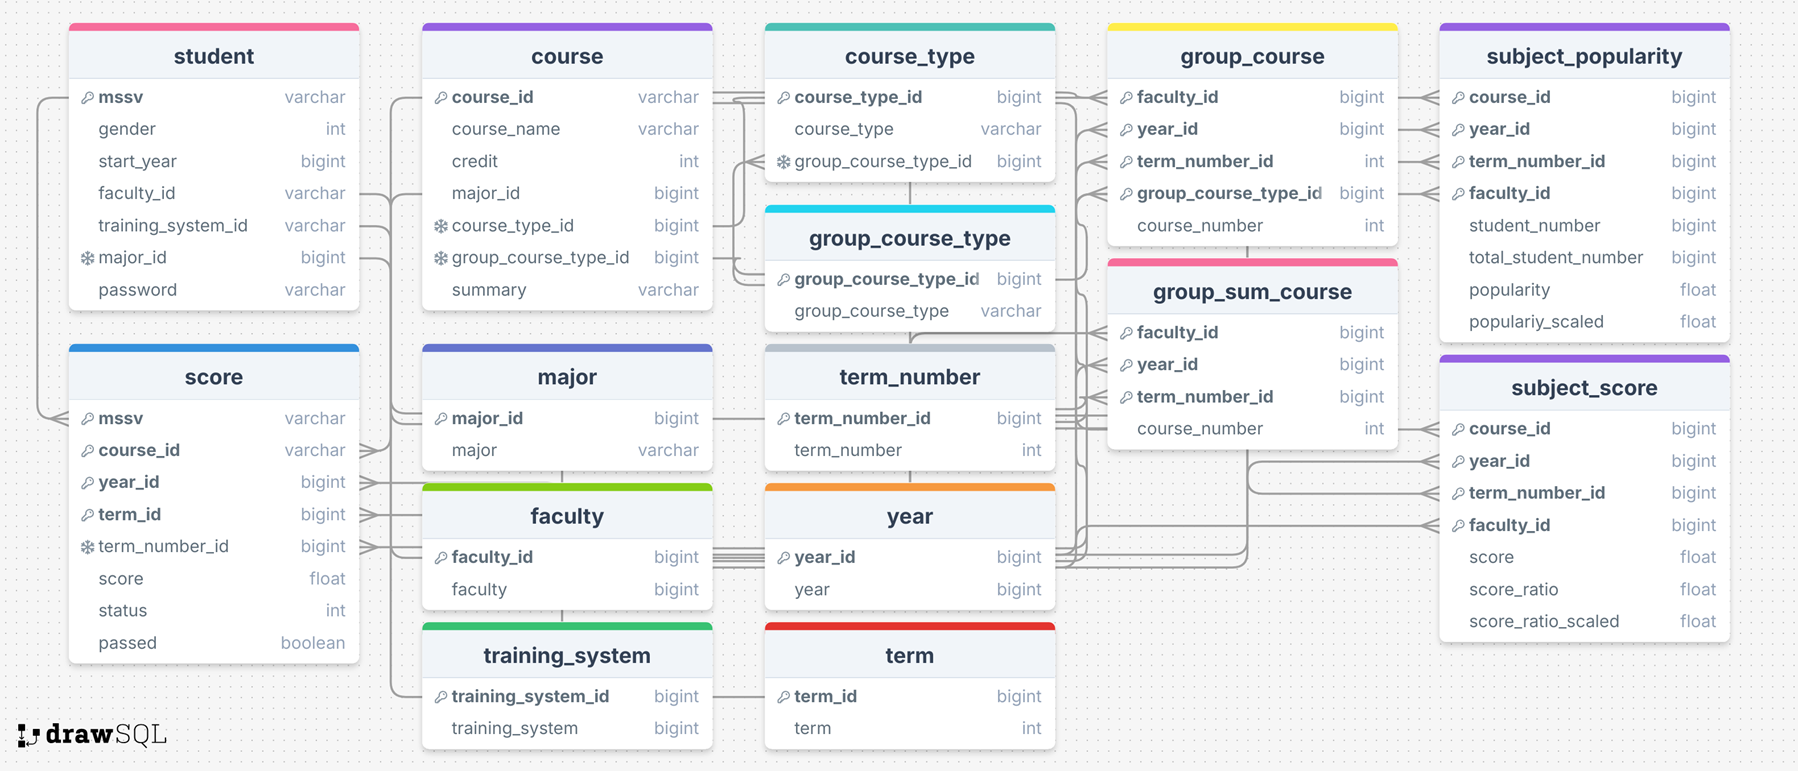 student
mssv varchar
gender int
start_year bigint
faculty_id varchar
training_system_id varchar
major_id bigint
password varchar
course
course_id varchar
course_name varchar
credit int
major_id bigint
course_type_id bigint
group_course_type_id bigint
summary varchar
course_type
course_type_id bigint
course_type varchar
group_course_type_id bigint
group_course_type
group_course_type_id bigint
group_course_type varchar
group_course
faculty_id bigint
year_id bigint
term_number_id int
group_course_type_id bigint
course_number int
group_sum_course
faculty_id bigint
year_id bigint
term_number_id bigint
course_number int
subject_popularity
course_id bigint
year_id bigint
term_number_id bigint
faculty_id bigint
student_number bigint
total_student_number bigint
popularity float
populariy_scaled float
score
mssv varchar
course_id varchar
year_id bigint
term_id bigint
term_number_id bigint
score float
status int
passed boolean
major
major_id bigint
major varchar
term_number
term_number_id bigint
term_number int
subject_score
course_id bigint
year_id bigint
term_number_id bigint
faculty_id bigint
score float
score_ratio float
score_ratio_scaled float
faculty
faculty_id bigint
faculty bigint
year
year_id bigint
year bigint
training_system
training_system_id bigint
training_system bigint
term
term_id bigint
term int
drawSQL